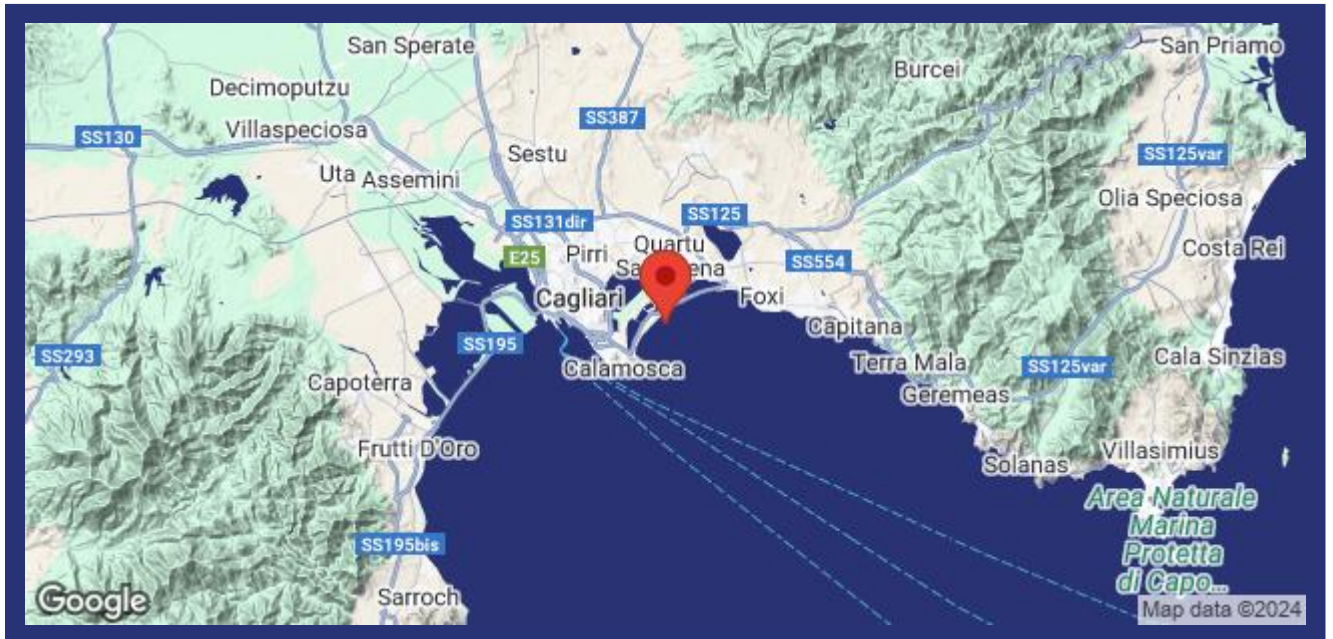 San Sperate
San Priamo
Burcei
Decimoputzu
SS387
Villaspeciosa
SS130
Sestu
SS125var
Uta
Assemini
Olia Speciosa
SS125
SS131dir
Quartu
Costa Rei
Pirri
E25
SS554
Cagliari
Foxi
Capitana
SS195
SS293
Cala Sinzias
Terra Mala
SS125var
Calamosca
Capoterra
Geremeas
Frutti D'Oro
Villasimius
Solanas
Area Naturale
Marina
Protetta
di Capo...
SS195bis
Sarroch
Google
Map data ©2024